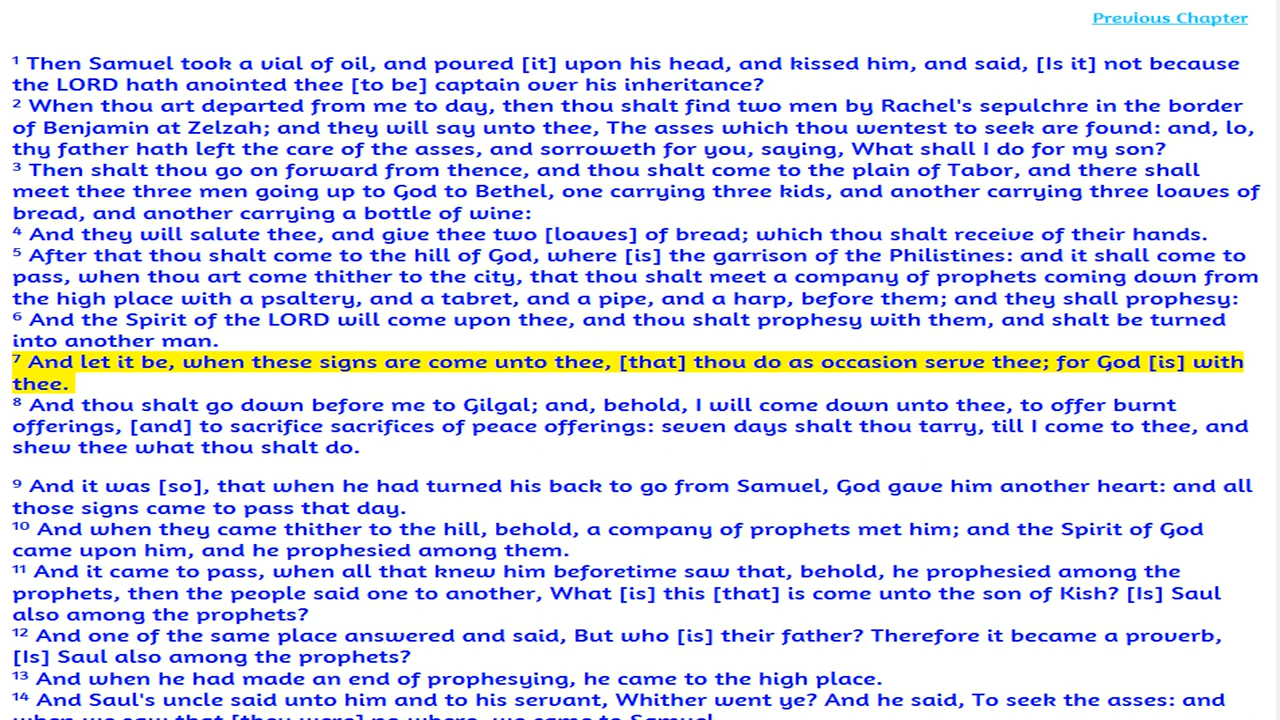 Previous Chapter
¹ Then Samuel took a vial of oil, and poured [it] upon his head, and kissed him, and said, [Is it] not because
the LORD hath anointed thee [to be] captain over his inheritance?
² When thou art departed from me to day, then thou shalt find two men by Rachel's sepulchre in the border
of Benjamin at Zelzah; and they will say unto thee, The asses which thou wentest to seek are found: and, lo,
thy father hath left the care of the asses, and sorroweth for you, saying, What shall I do for my son?
³ Then shalt thou go on forward from thence, and thou shalt come to the plain of Tabor, and there shall
meet thee three men going up to God to Bethel, one carrying three kids, and another carrying three loaves of
bread, and another carrying a bottle of wine:
⁴ And they will salute thee, and give thee two [loaves] of bread; which thou shalt receive of their hands.
⁵ After that thou shalt come to the hill of God, where [is] the garrison of the Philistines: and it shall come to
pass, when thou art come thither to the city, that thou shalt meet a company of prophets coming down from
the high place with a psaltery, and a tabret, and a pipe, and a harp, before them; and they shall prophesy:
⁶ And the Spirit of the LORD will come upon thee, and thou shalt prophesy with them, and shalt be turned
into another man.
⁷ And let it be, when these signs are come unto thee, [that] thou do as occasion serve thee; for God [is] with
thee.
⁸ And thou shalt go down before me to Gilgal; and, behold, I will come down unto thee, to offer burnt
offerings, [and] to sacrifice sacrifices of peace offerings: seven days shalt thou tarry, till I come to thee, and
shew thee what thou shalt do.
⁹ And it was [so], that when he had turned his back to go from Samuel, God gave him another heart: and all
those signs came to pass that day.
¹⁰ And when they came thither to the hill, behold, a company of prophets met him; and the Spirit of God
came upon him, and he prophesied among them.
¹¹ And it came to pass, when all that knew him beforetime saw that, behold, he prophesied among the
prophets, then the people said one to another, What [is] this [that] is come unto the son of Kish? [Is] Saul
also among the prophets?
¹² And one of the same place answered and said, But who [is] their father? Therefore it became a proverb,
[Is] Saul also among the prophets?
¹³ And when he had made an end of prophesying, he came to the high place.
¹⁴ And Saul's uncle said unto him and to his servant, Whither went ye? And he said, To seek the asses: and
when we saw that [they were] no where, we came to Samuel.